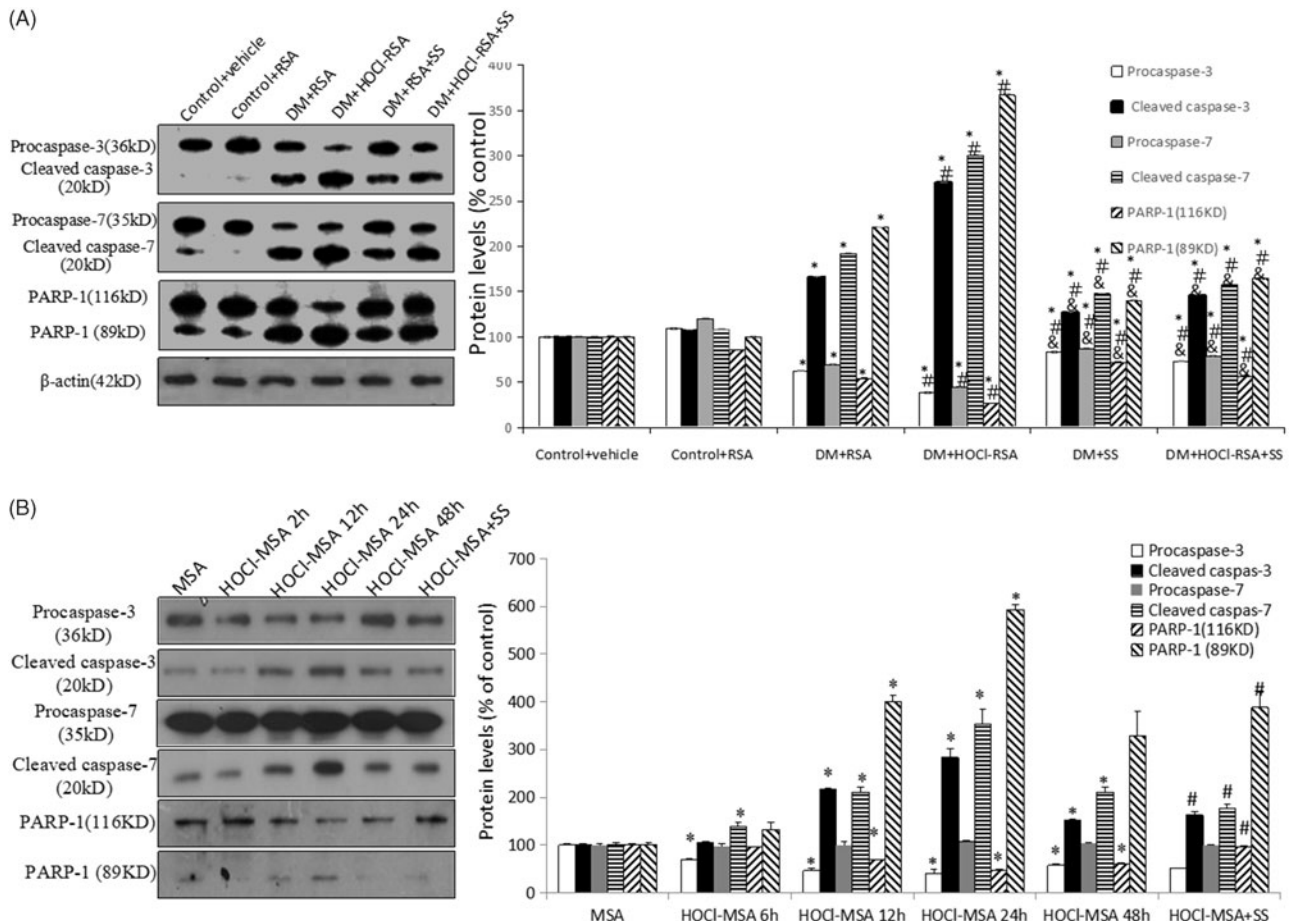 (A)
Control+vehicle
Control+RSA
DM+RSA
DM+HOCl-RSA
DM+RSA+SS
DM+HOCl-RSA+SS
Procaspase-3(36kD)
Cleaved caspase-3
(20kD)
Procaspase-7(35kD)
Cleaved caspase-7
(20kD)
PARP-1(116kD)
PARP-1 (89kD)
β-actin(42kD)
Protein levels (% control)
400
350
300
250
200
150
100
50
0
Procaspase-3
Cleaved caspase-3
Procaspase-7
Cleaved caspase-7
PARP-1(116KD)
PARP-1(89KD)
* * * * * *
*# *# *# *# *# *#
*#& *#& *#& *#& *#& *#&
*#& *#& *#& *#& *#& *#&
Control+vehicle
Control+RSA
DM+RSA
DM+HOCl-RSA
DM+SS
DM+HOCl-RSA+SS
(B)
MSA
HOCl-MSA 2h
HOCl-MSA 12h
HOCl-MSA 24h
HOCl-MSA 48h
HOCl-MSA+SS
Procaspase-3
(36kD)
Cleaved caspase-3
(20kD)
Procaspase-7
(35kD)
Cleaved caspase-7
(20kD)
PARP-1(116KD)
PARP-1 (89KD)
Protein levels (% of control)
700
600
500
400
300
200
100
0
Procaspase-3
Cleaved caspas-3
Procaspase-7
Cleaved caspas-7
PARP-1(116KD)
PARP-1 (89KD)
* *
* * * * *
* * * * *
* * * *
# # # #
MSA
HOCl-MSA 6h
HOCl-MSA 12h
HOCl-MSA 24h
HOCl-MSA 48h
HOCl-MSA+SS